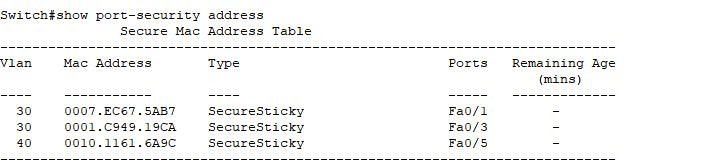 Switch#show port-security address
Secure Mac Address Table
-------------------------------------------------------------------------------
Vlan Mac Address Type Ports Remaining Age
(mins)
---- ----------- ---- ----- -------------
30 0007.EC67.5AB7 SecureSticky Fa0/1 -
30 0001.C949.19CA SecureSticky Fa0/3 -
40 0010.1161.6A9C SecureSticky Fa0/5 -
-------------------------------------------------------------------------------